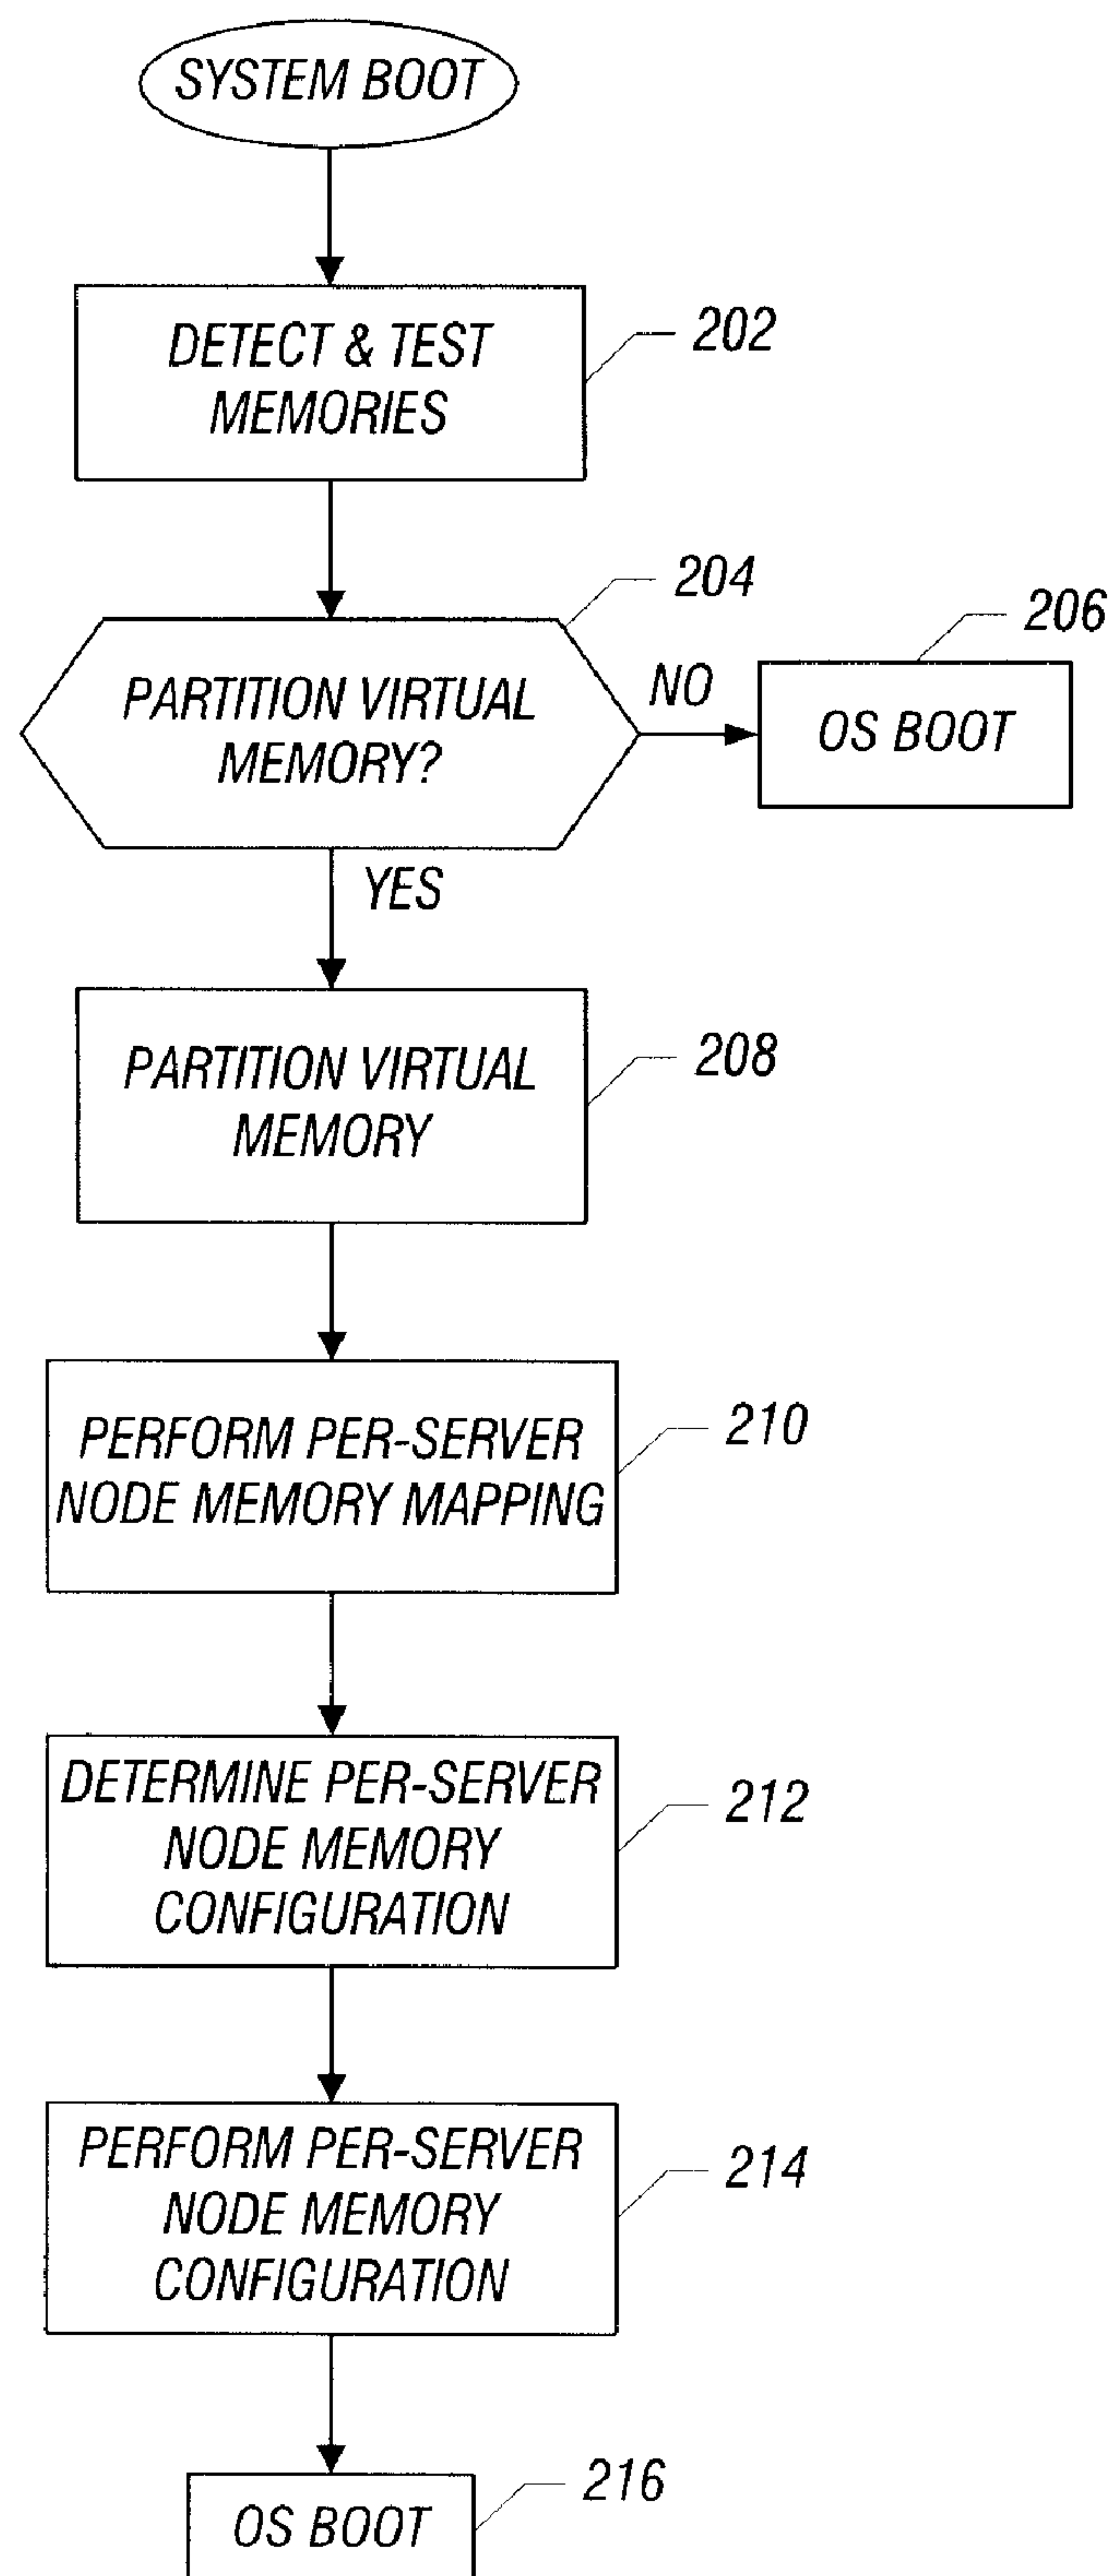 SYSTEM BOOT
DETECT & TEST
MEMORIES
202
PARTITION VIRTUAL
MEMORY?
204
NO
OS BOOT
206
YES
PARTITION VIRTUAL
MEMORY
208
PERFORM PER-SERVER
NODE MEMORY MAPPING
210
DETERMINE PER-SERVER
NODE MEMORY
CONFIGURATION
212
PERFORM PER-SERVER
NODE MEMORY
CONFIGURATION
214
OS BOOT
216